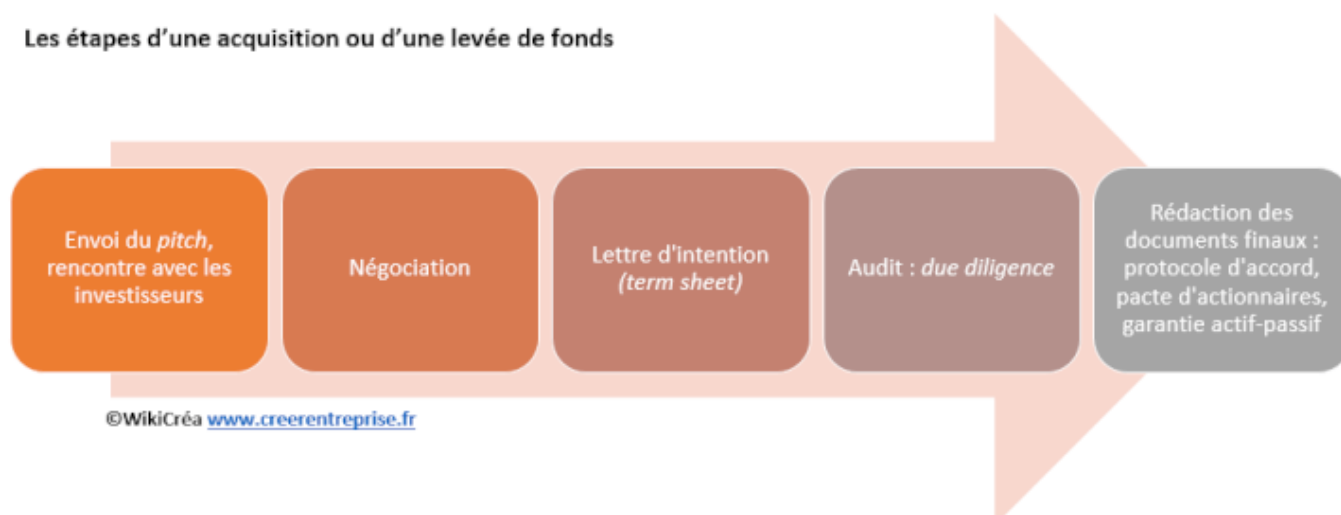 Les étapes d'une acquisition ou d'une levée de fonds
Envoi du pitch,
rencontre avec les
investisseurs
Négociation
Lettre d'intention
(term sheet)
Audit : due diligence
Rédaction des
documents finaux :
protocole d'accord,
pacte d'actionnaires,
garantie actif-passif
©WikiCréa www.creerentreprise.fr